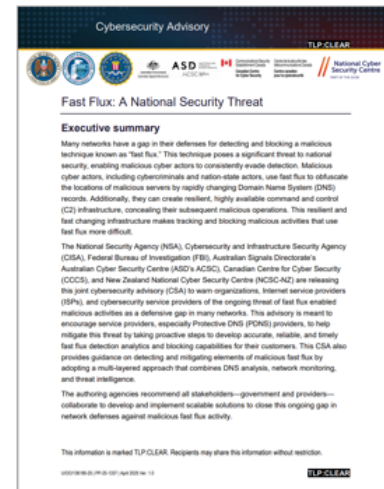 Cybersecurity Advisory
TLP:CLEAR
ASD
ACSC
Communications Security Establishment Canada
Canadian Centre for Cyber Security
National Cyber
Security Centre
Fast Flux: A National Security Threat
Executive summary
Many networks have a gap in their defenses for detecting and blocking a malicious
technique known as "fast flux." This technique poses a significant threat to national
security, enabling malicious cyber actors to consistently evade detection. Malicious
cyber actors, including cybercriminals and nation-state actors, use fast flux to obfuscate
the locations of malicious servers by rapidly changing Domain Name System (DNS)
records. Additionally, they can create resilient, highly available command and control
(C2) infrastructure, concealing their subsequent malicious operations. This resilient and
fast changing infrastructure makes tracking and blocking malicious activities that use
fast flux more difficult.
The National Security Agency (NSA), Cybersecurity and Infrastructure Security Agency
(CISA), Federal Bureau of Investigation (FBI), Australian Signals Directorate's
Australian Cyber Security Centre (ASD's ACSC), Canadian Centre for Cyber Security
(CCCS), and New Zealand National Cyber Security Centre (NCSC-NZ) are releasing
this joint cybersecurity advisory (CSA) to warn organizations, Internet service providers
(ISPs), and cybersecurity service providers of the ongoing threat of fast flux enabled
malicious activities as a defensive gap in many networks. This advisory is meant to
encourage service providers, especially Protective DNS (PDNS) providers, to help
mitigate this threat by taking proactive steps to develop accurate, reliable, and timely
fast flux detection analytics and blocking capabilities for their customers. This CSA also
provides guidance on detecting and mitigating elements of malicious fast flux by
adopting a multi-layered approach that combines DNS analysis, network monitoring,
and threat intelligence.
The authoring agencies recommend all stakeholders—government and providers—
collaborate to develop and implement scalable solutions to close this ongoing gap in
network defenses against malicious fast flux activity.
This information is marked TLP:CLEAR. Recipients may share this information without restriction.
April 2025 Ver. 1.0
TLP:CLEAR